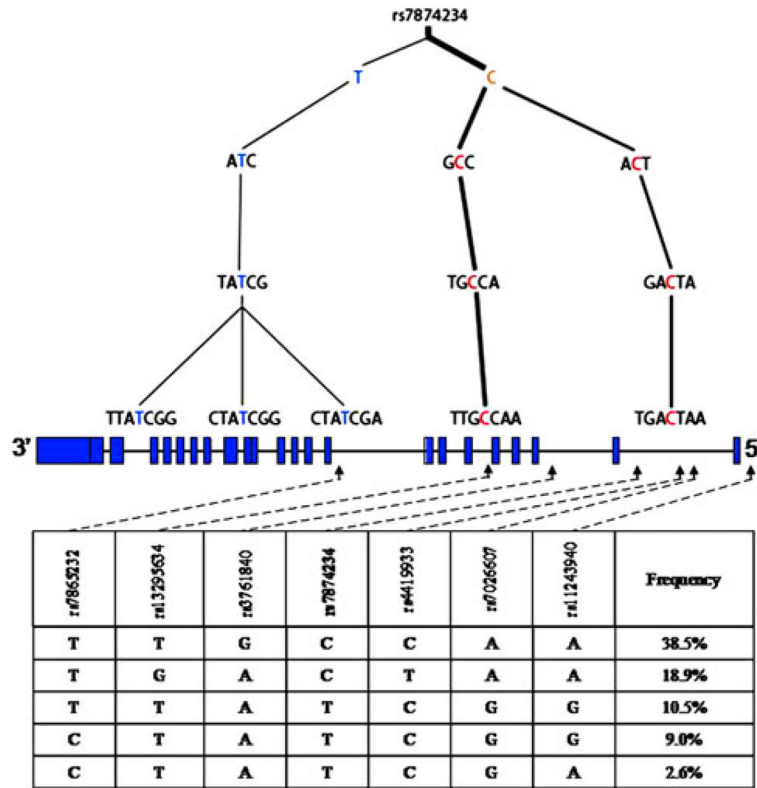 rs7874234
T C
ATC GCC ACT
TATCG TGCCA GACTA
TTATCGG CTATCGG CTATCGA TTGCCAA TGACTAA
3' 5'
rs7865232 rs13295634 rs3761840 rs7874234 rs4419933 rs7026607 rs11243940 Frequency
T T G C C A A 38.5%
T G A C T A A 18.9%
T T A T C G G 10.5%
C T A T C G G 9.0%
C T A T C G A 2.6%